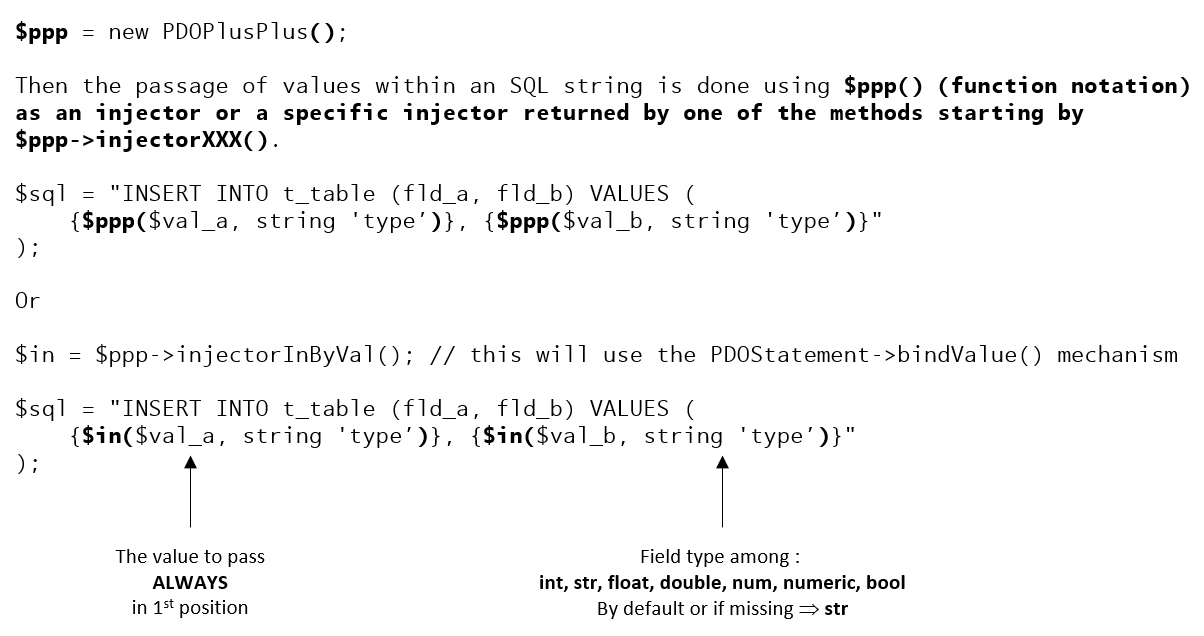 $ppp = new PDOPlusPlus();
Then the passage of values within an SQL string is done using $ppp() (function notation)
as an injector or a specific injector returned by one of the methods starting by
$ppp->injectorXXX().
$sql = "INSERT INTO t_table (fld_a, fld_b) VALUES (
    {$ppp($val_a, string 'type’)}, {$ppp($val_b, string 'type’)}"
);
Or
$in = $ppp->injectorInByVal(); // this will use the PDOStatement->bindValue() mechanism
$sql = "INSERT INTO t_table (fld_a, fld_b) VALUES (
    {$in($val_a, string 'type’)}, {$in($val_b, string 'type’)}"
);
The value to pass
ALWAYS
in 1st position
Field type among :
int, str, float, double, num, numeric, bool
By default or if missing ⇒ str